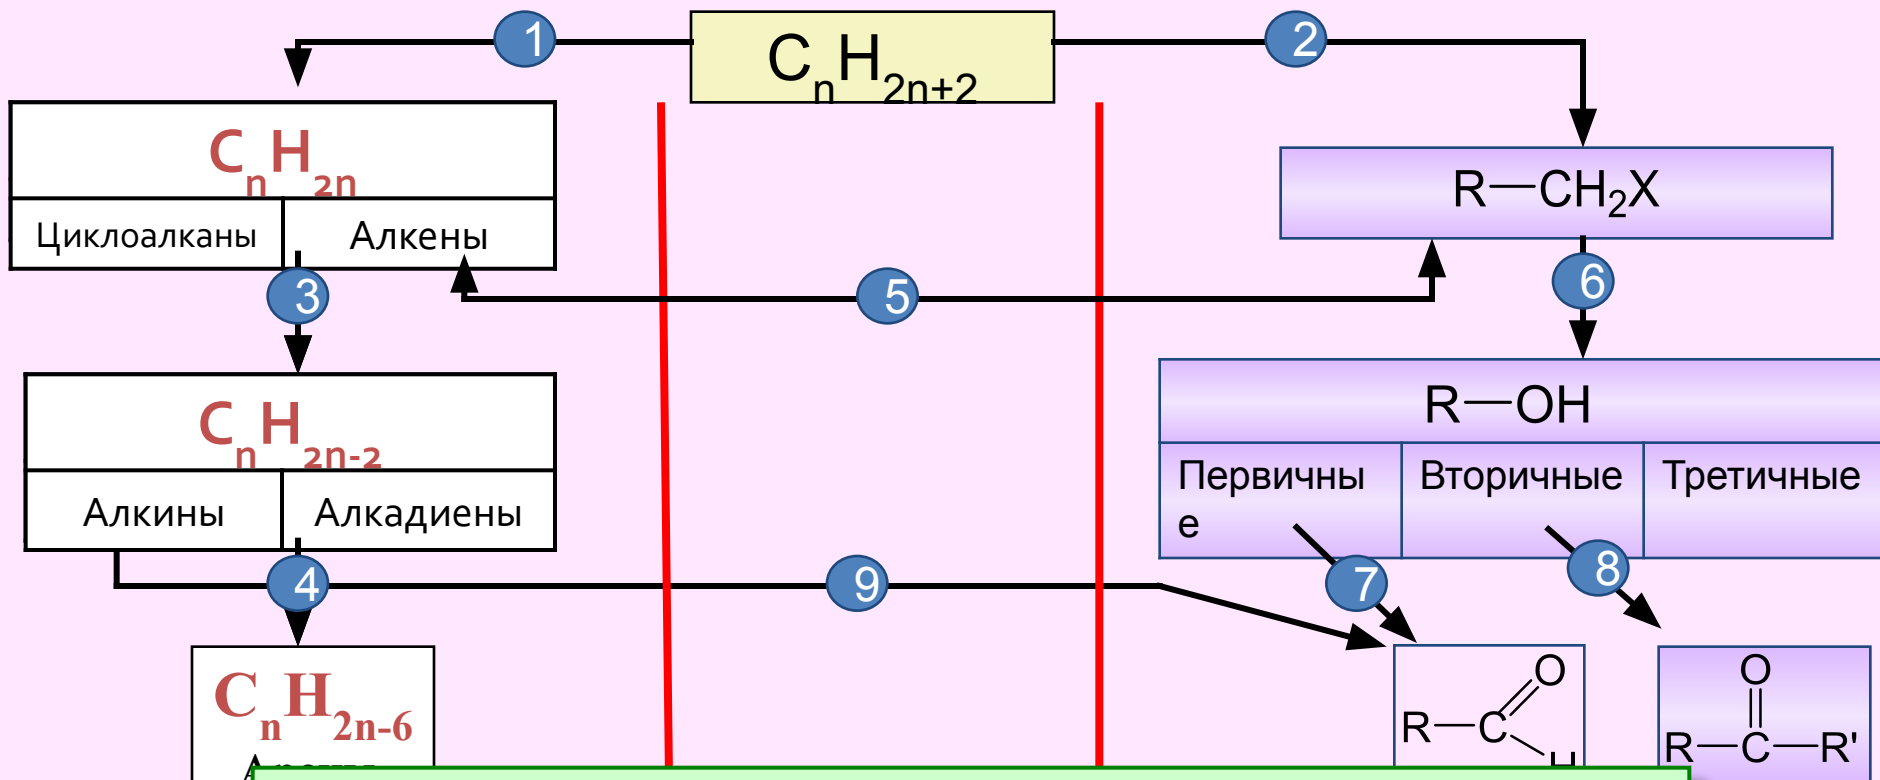 1
CnH2n+2
2
CnH2n
R—CH2X
Циклоалканы
Алкены
3
5
6
CnH2n-2
R—OH
Алкины
Алкадиены
Первичны
е
Вторичные
Третичные
4
9
7
8
CnH2n-6
O
R—C
H
O
R—C—R'